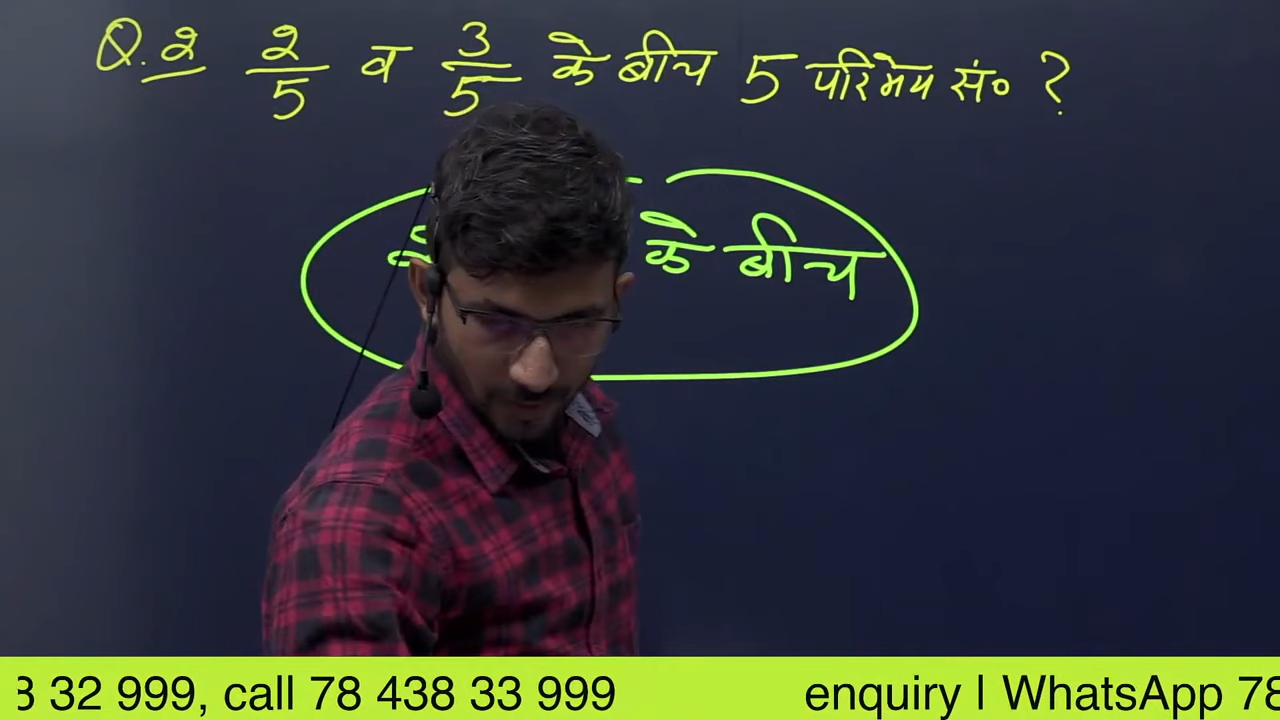 Q.2 2/5 व 3/5 के बीच 5 परिमेय सं० ?
के बीच
3 32 999, call 78 438 33 999 enquiry | WhatsApp 78